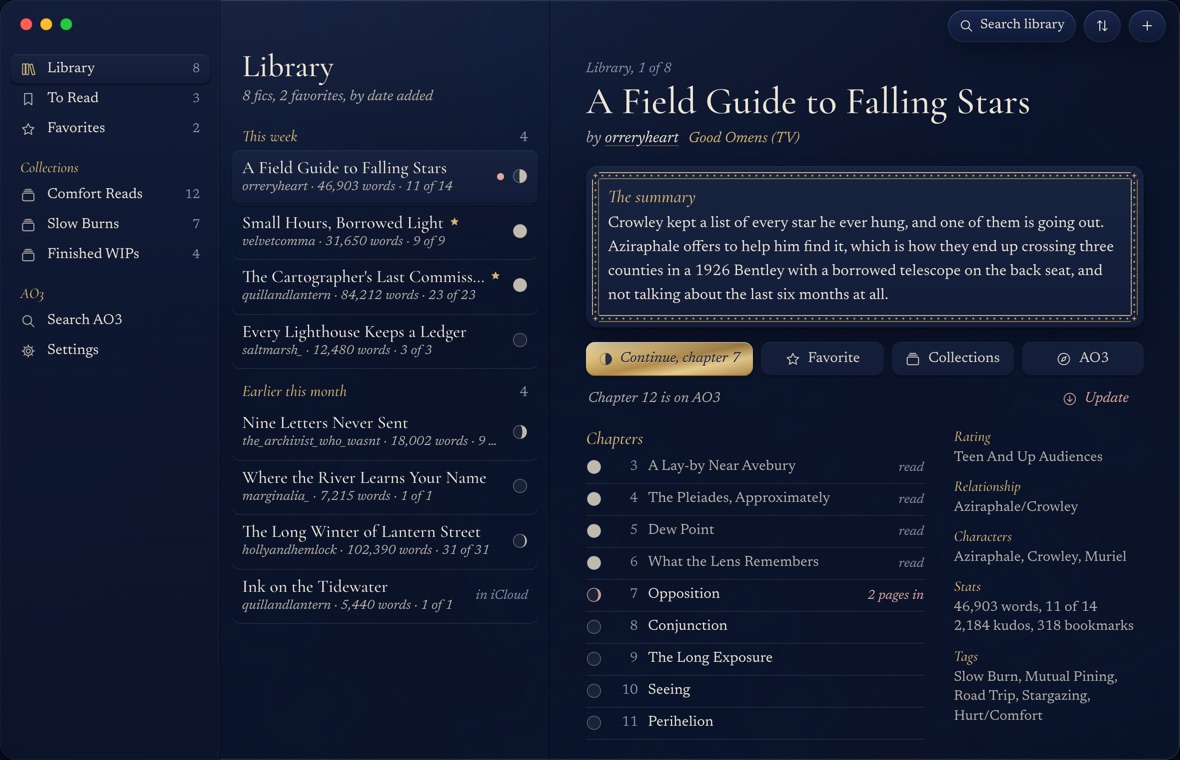 Search library
Library 8
To Read 3
Favorites 2
Collections
Comfort Reads 12
Slow Burns 7
Finished WIPs 4
AO3
Search AO3
Settings
Library
8 fics, 2 favorites, by date added
This week 4
A Field Guide to Falling Stars
orreryheart · 46,903 words · 11 of 14
Small Hours, Borrowed Light
velvetcomma · 31,650 words · 9 of 9
The Cartographer's Last Commiss...
quillandlantern · 84,212 words · 23 of 23
Every Lighthouse Keeps a Ledger
saltmarsh_ · 12,480 words · 3 of 3
Earlier this month 4
Nine Letters Never Sent
the_archivist_who_wasnt · 18,002 words · 9 ...
Where the River Learns Your Name
marginalia_ · 7,215 words · 1 of 1
The Long Winter of Lantern Street
hollyandhemlock · 102,390 words · 31 of 31
Ink on the Tidewater
quillandlantern · 5,440 words · 1 of 1
in iCloud
Library, 1 of 8
A Field Guide to Falling Stars
by orreryheart Good Omens (TV)
The summary
Crowley kept a list of every star he ever hung, and one of them is going out.
Aziraphale offers to help him find it, which is how they end up crossing three
counties in a 1926 Bentley with a borrowed telescope on the back seat, and
not talking about the last six months at all.
Continue, chapter 7
Favorite
Collections
AO3
Chapter 12 is on AO3
Update
Chapters
3 A Lay-by Near Avebury read
4 The Pleiades, Approximately read
5 Dew Point read
6 What the Lens Remembers read
7 Opposition 2 pages in
8 Conjunction
9 The Long Exposure
10 Seeing
11 Perihelion
Rating
Teen And Up Audiences
Relationship
Aziraphale/Crowley
Characters
Aziraphale, Crowley, Muriel
Stats
46,903 words, 11 of 14
2,184 kudos, 318 bookmarks
Tags
Slow Burn, Mutual Pining,
Road Trip, Stargazing,
Hurt/Comfort